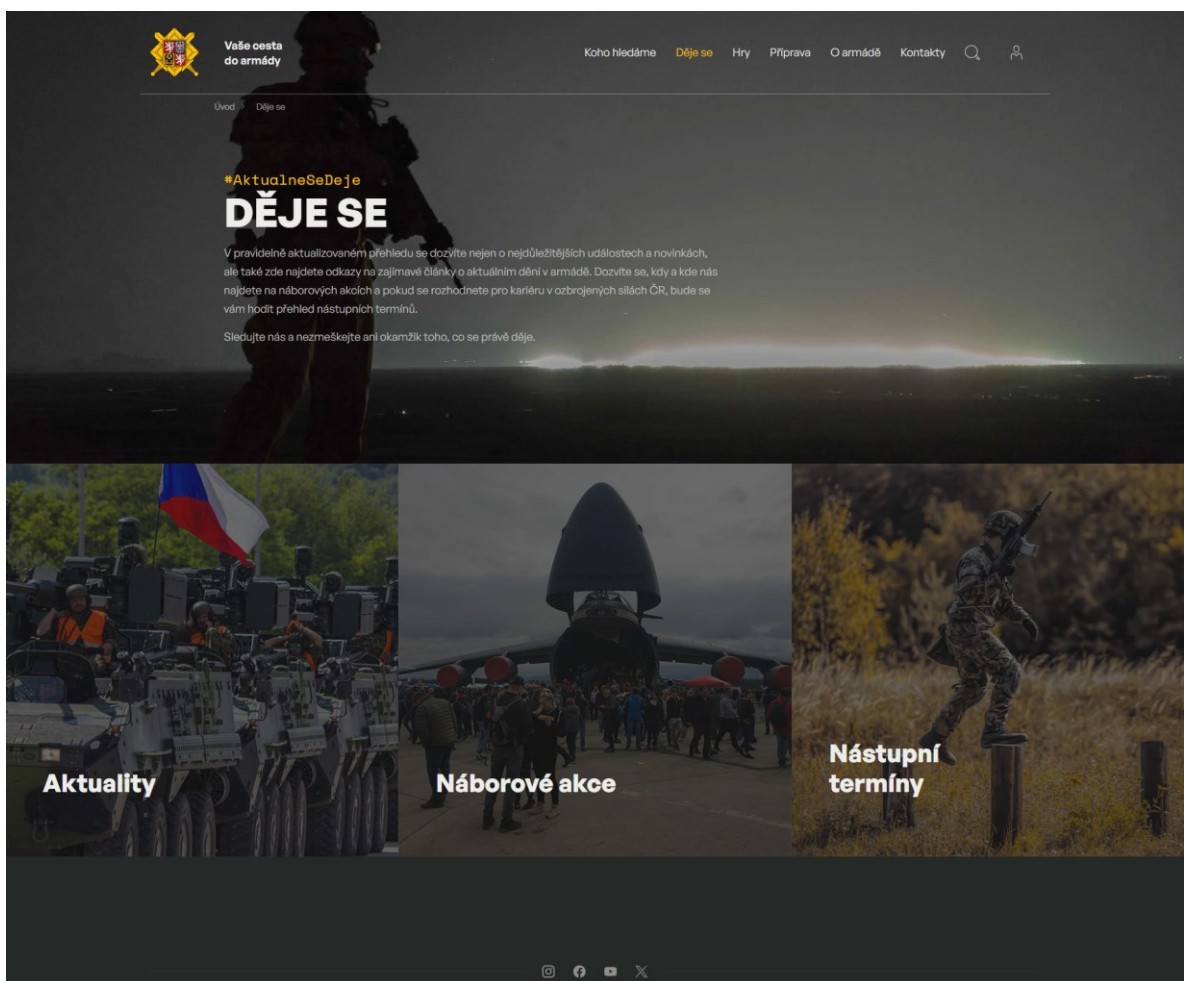 Vaše cesta
do armády
Koho hledáme Děje se Hry Příprava O armádě Kontakty
Úvod > Děje se
#AktualneSeDeje
DĚJE SE
V pravidelně aktualizovaném přehledu se dozvíte nejen o nejdůležitějších událostech a novinkách,
ale také zde najdete odkazy na zajímavé články o aktuálním dění v armádě. Dozvíte se, kdy a kde nás
najdete na náborových akcích a pokud se rozhodnete pro kariéru v ozbrojených silách ČR, bude se
vám hodit přehled nástupních termínů.
Sledujte nás a nezmeškejte ani okamžik toho, co se právě děje.
Aktuality
Náborové akce
Nástupní
termíny